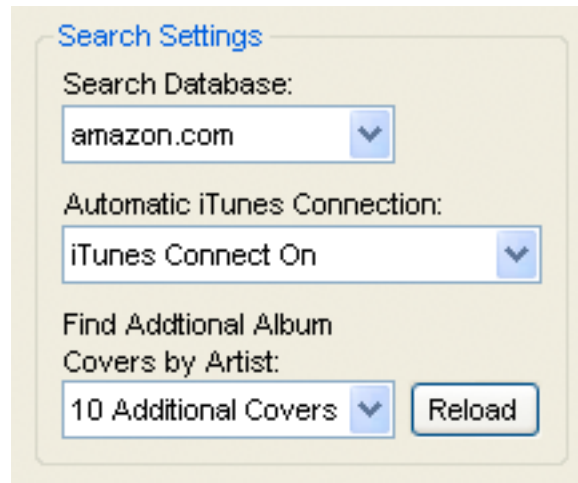 Search Settings
Search Database:
amazon.com
Automatic iTunes Connection:
iTunes Connect On
Find Addtional Album
Covers by Artist:
10 Additional Covers Reload